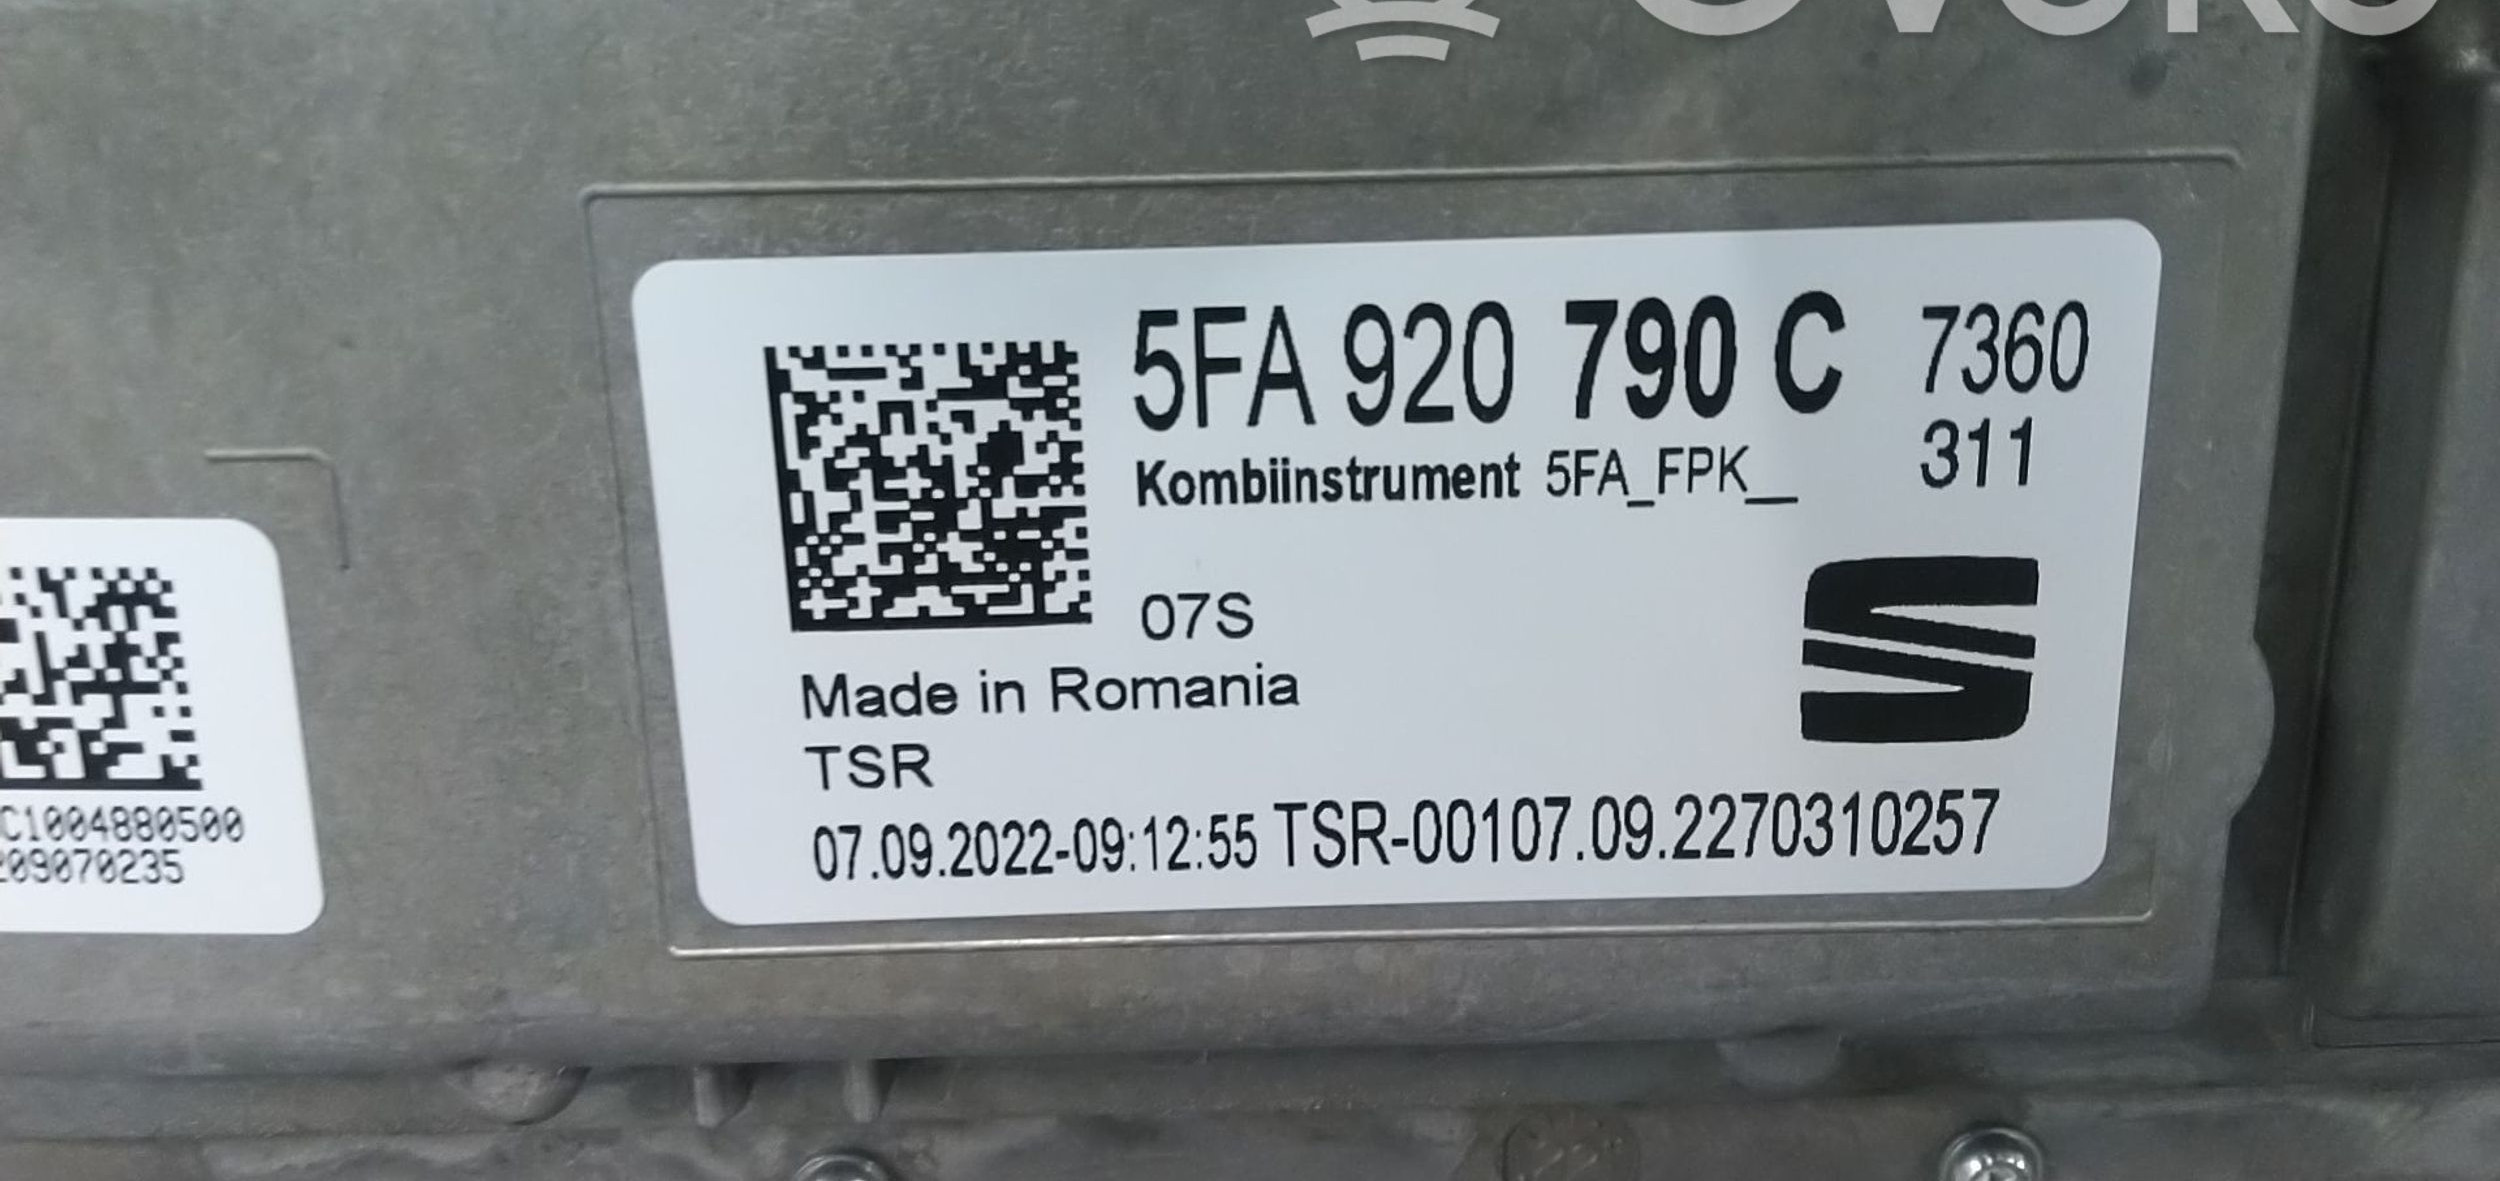 5FA 920 790 C 7360
311
Kombiinstrument 5FA_FPK__
07S
Made in Romania
TSR
07.09.2022-09:12:55 TSR-00107.09.2270310257
C1004880500
209070235